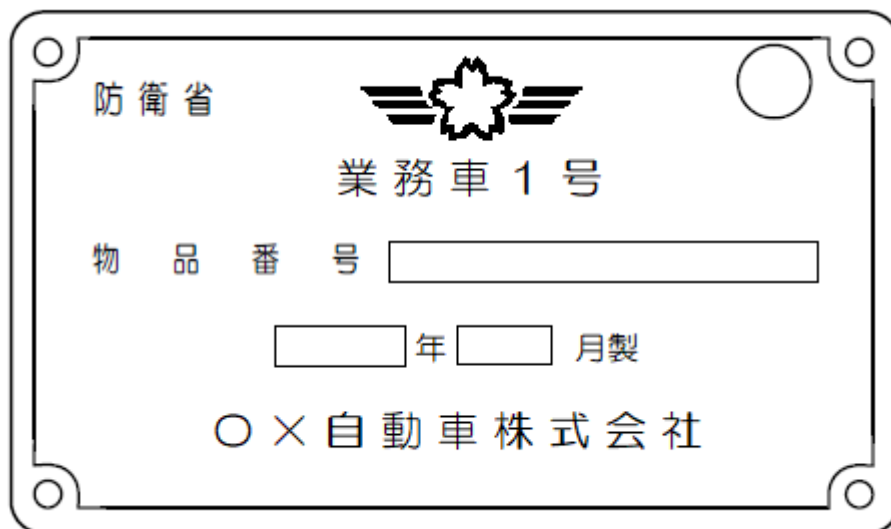 防衛省
業務車1号
物品番号
年 月製
○×自動車株式会社